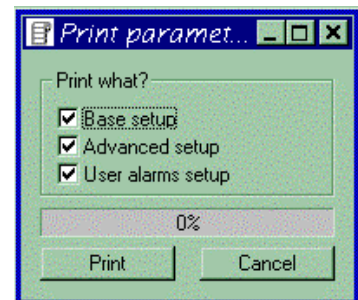 Print paramet...
Print what?
Base setup
Advanced setup
User alarms setup
0%
Print Cancel